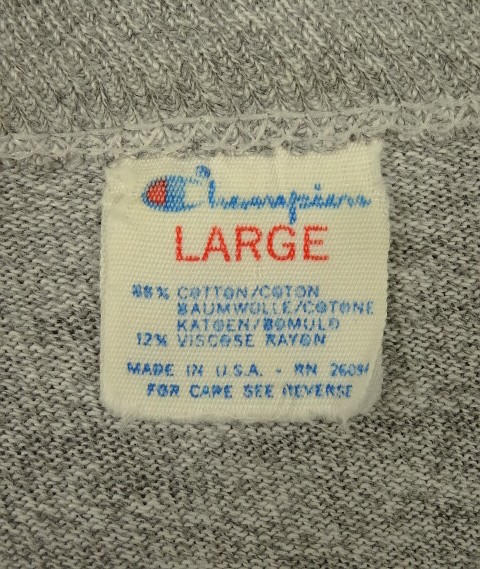 Champion
LARGE
88% COTTON/COTON
BAUMWOLLE/COTONE
KATOEN/BOMULD
12% VISCOSE RAYON
MADE IN U.S.A. - RN 26094
FOR CARE SEE REVERSE